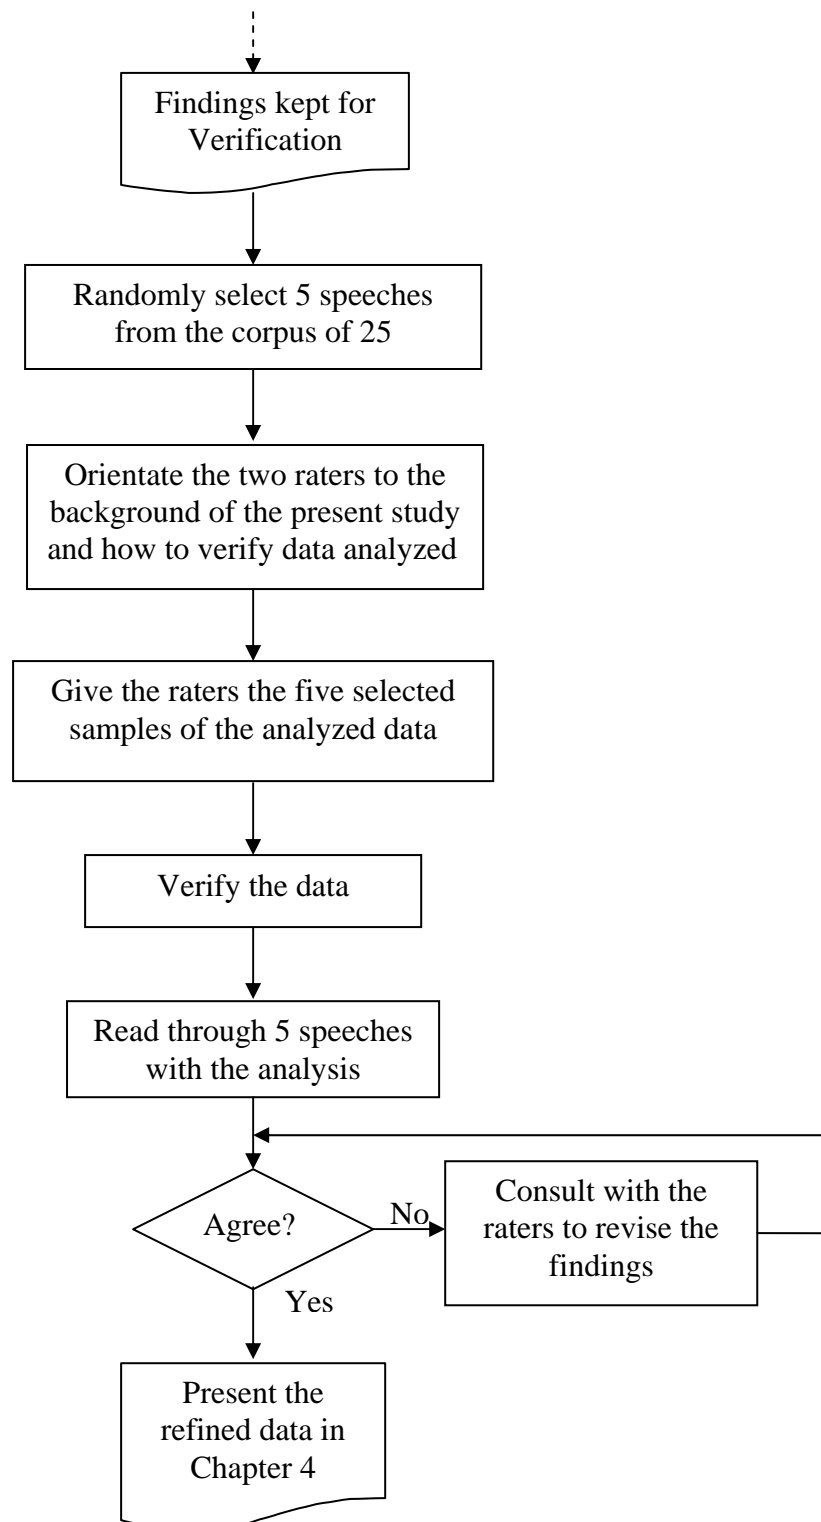 Findings kept for
Verification
Randomly select 5 speeches
from the corpus of 25
Orientate the two raters to the
background of the present study
and how to verify data analyzed
Give the raters the five selected
samples of the analyzed data
Verify the data
Read through 5 speeches
with the analysis
Agree?
No
Consult with the
raters to revise the
findings
Yes
Present the
refined data in
Chapter 4